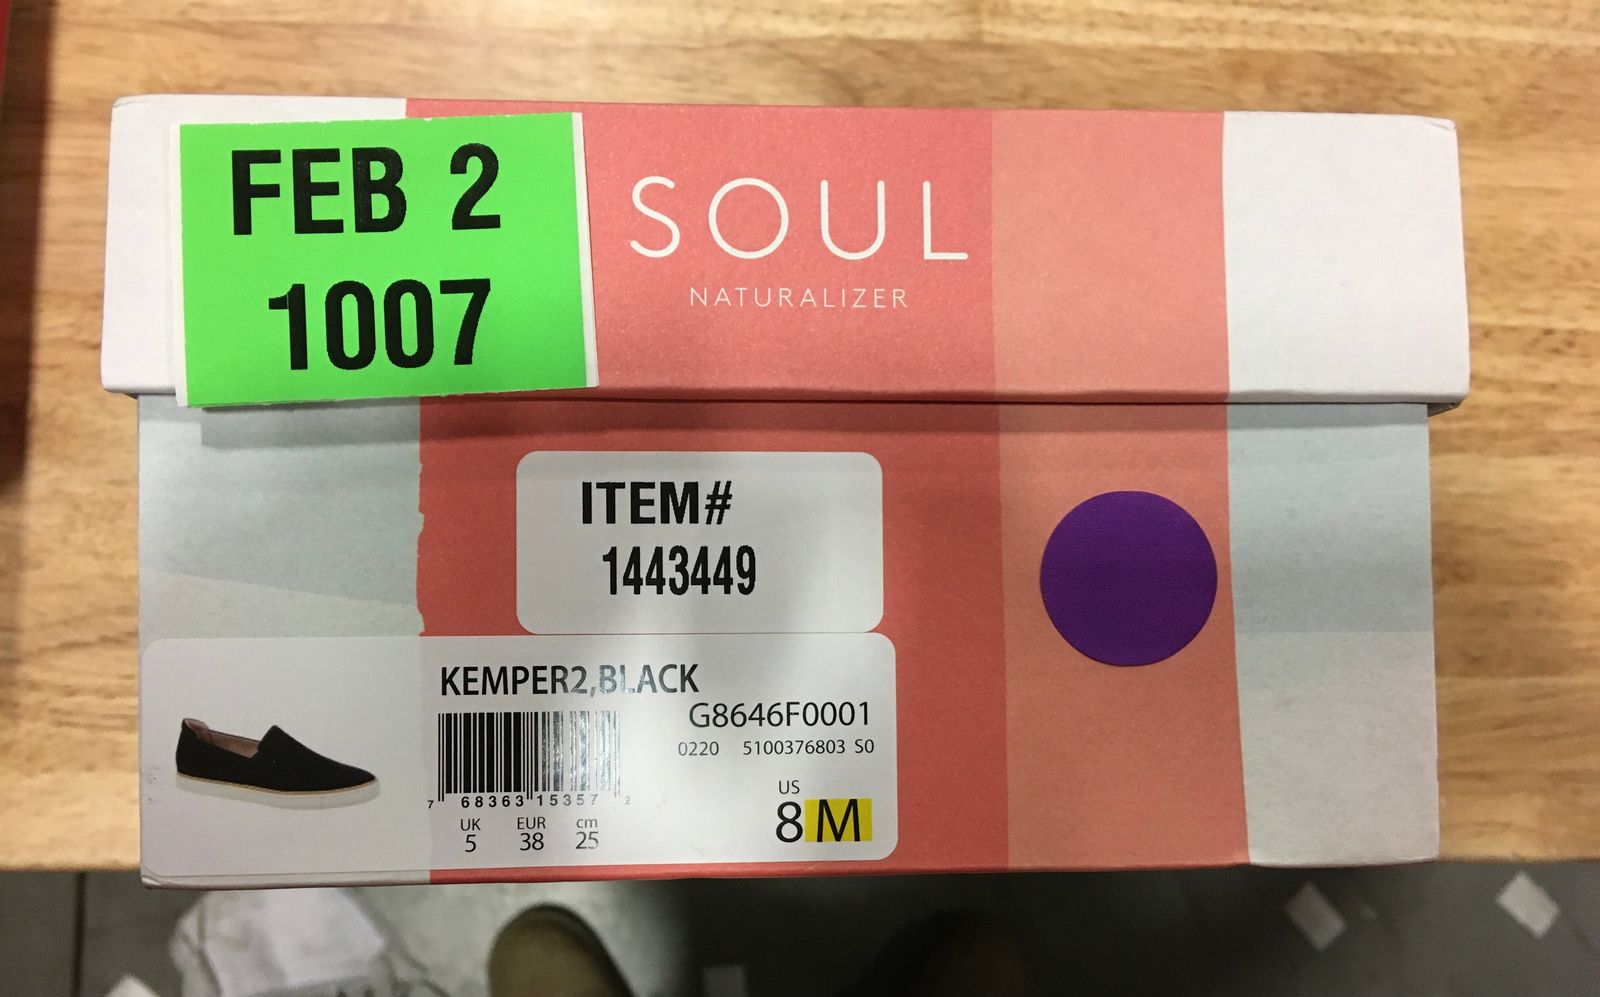 FEB 2
1007
SOUL
NATURALIZER
ITEM#
1443449
KEMPER2,BLACK
G8646F0001
0220 5100376803 S0
7 68363 15357 2
UK EUR cm
5 38 25
US
8 M